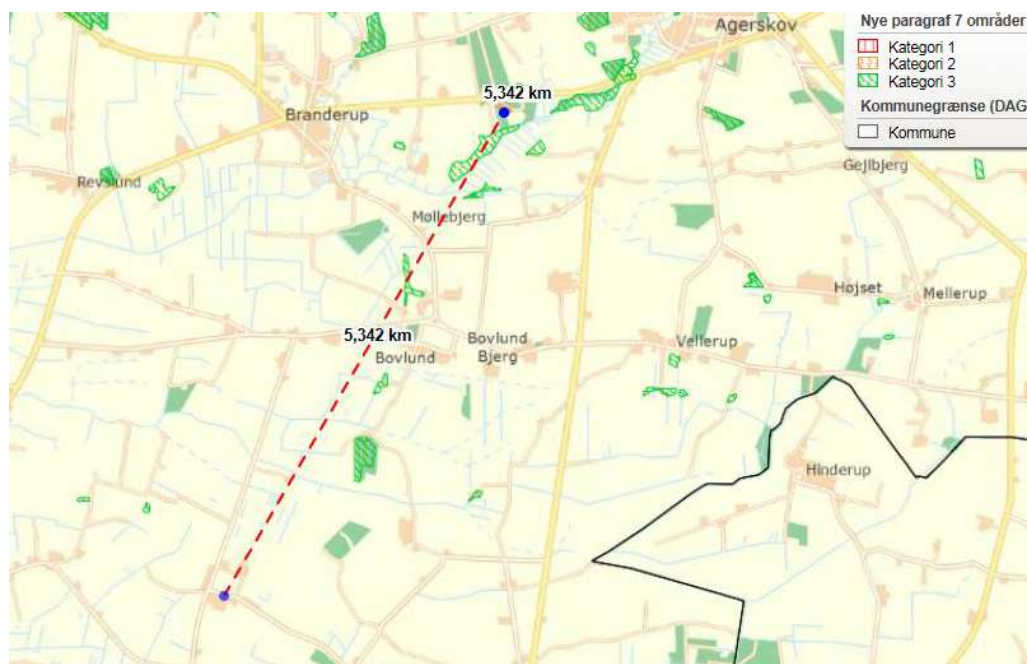 Agerskov
Nye paragraf 7 områder
Kategori 1
Kategori 2
Kategori 3
Kommunegrænse (DAG
Kommune
5,342 km
Branderup
Gejlbjerg
Revslund
Møllebjerg
Højset
Mellerup
5,342 km
Bovlund
Bovlund
Bjerg
Vellerup
Hinderup